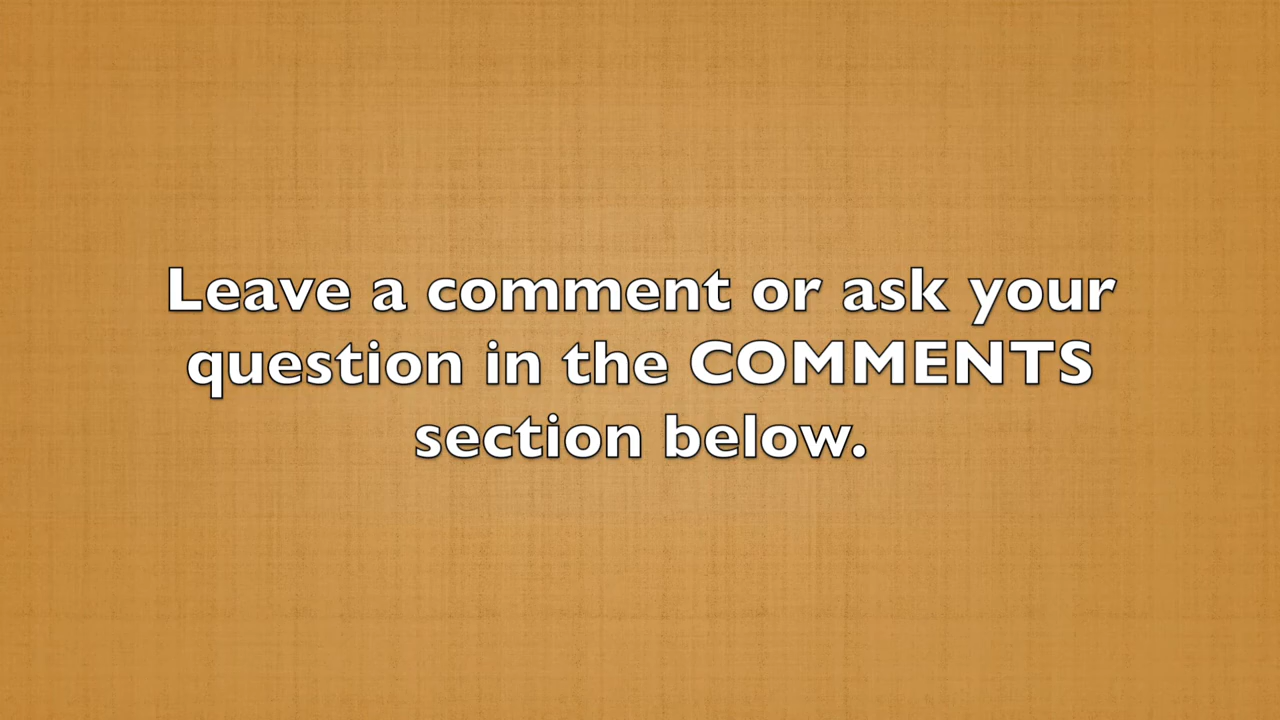 Leave a comment or ask your
question in the COMMENTS
section below.